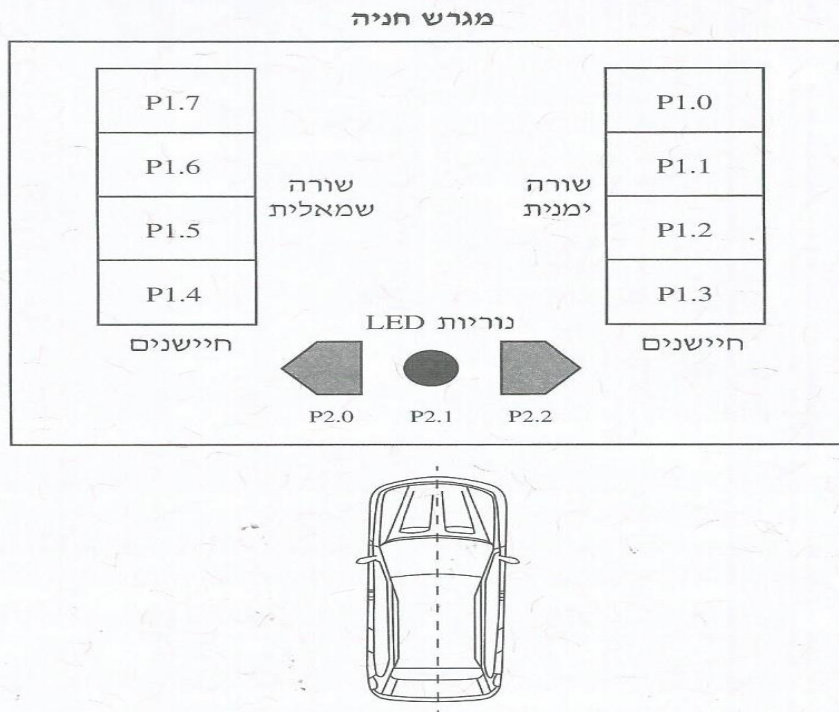 מגרש חניה
P1.7
P1.6
P1.5
P1.4
חיישנים
שורה
שמאלית
שורה
ימנית
P1.0
P1.1
P1.2
P1.3
חיישנים
נוריות LED
P2.0
P2.1
P2.2